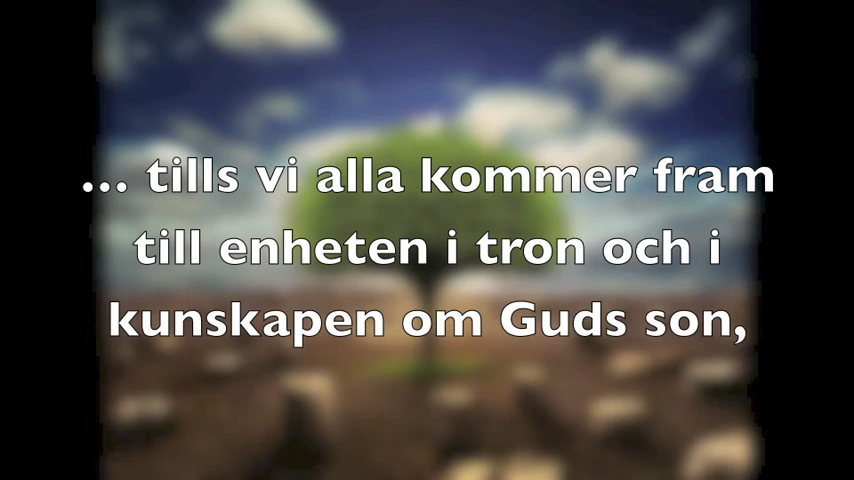 ... tills vi alla kommer fram
till enheten i tron och i
kunskapen om Guds son,